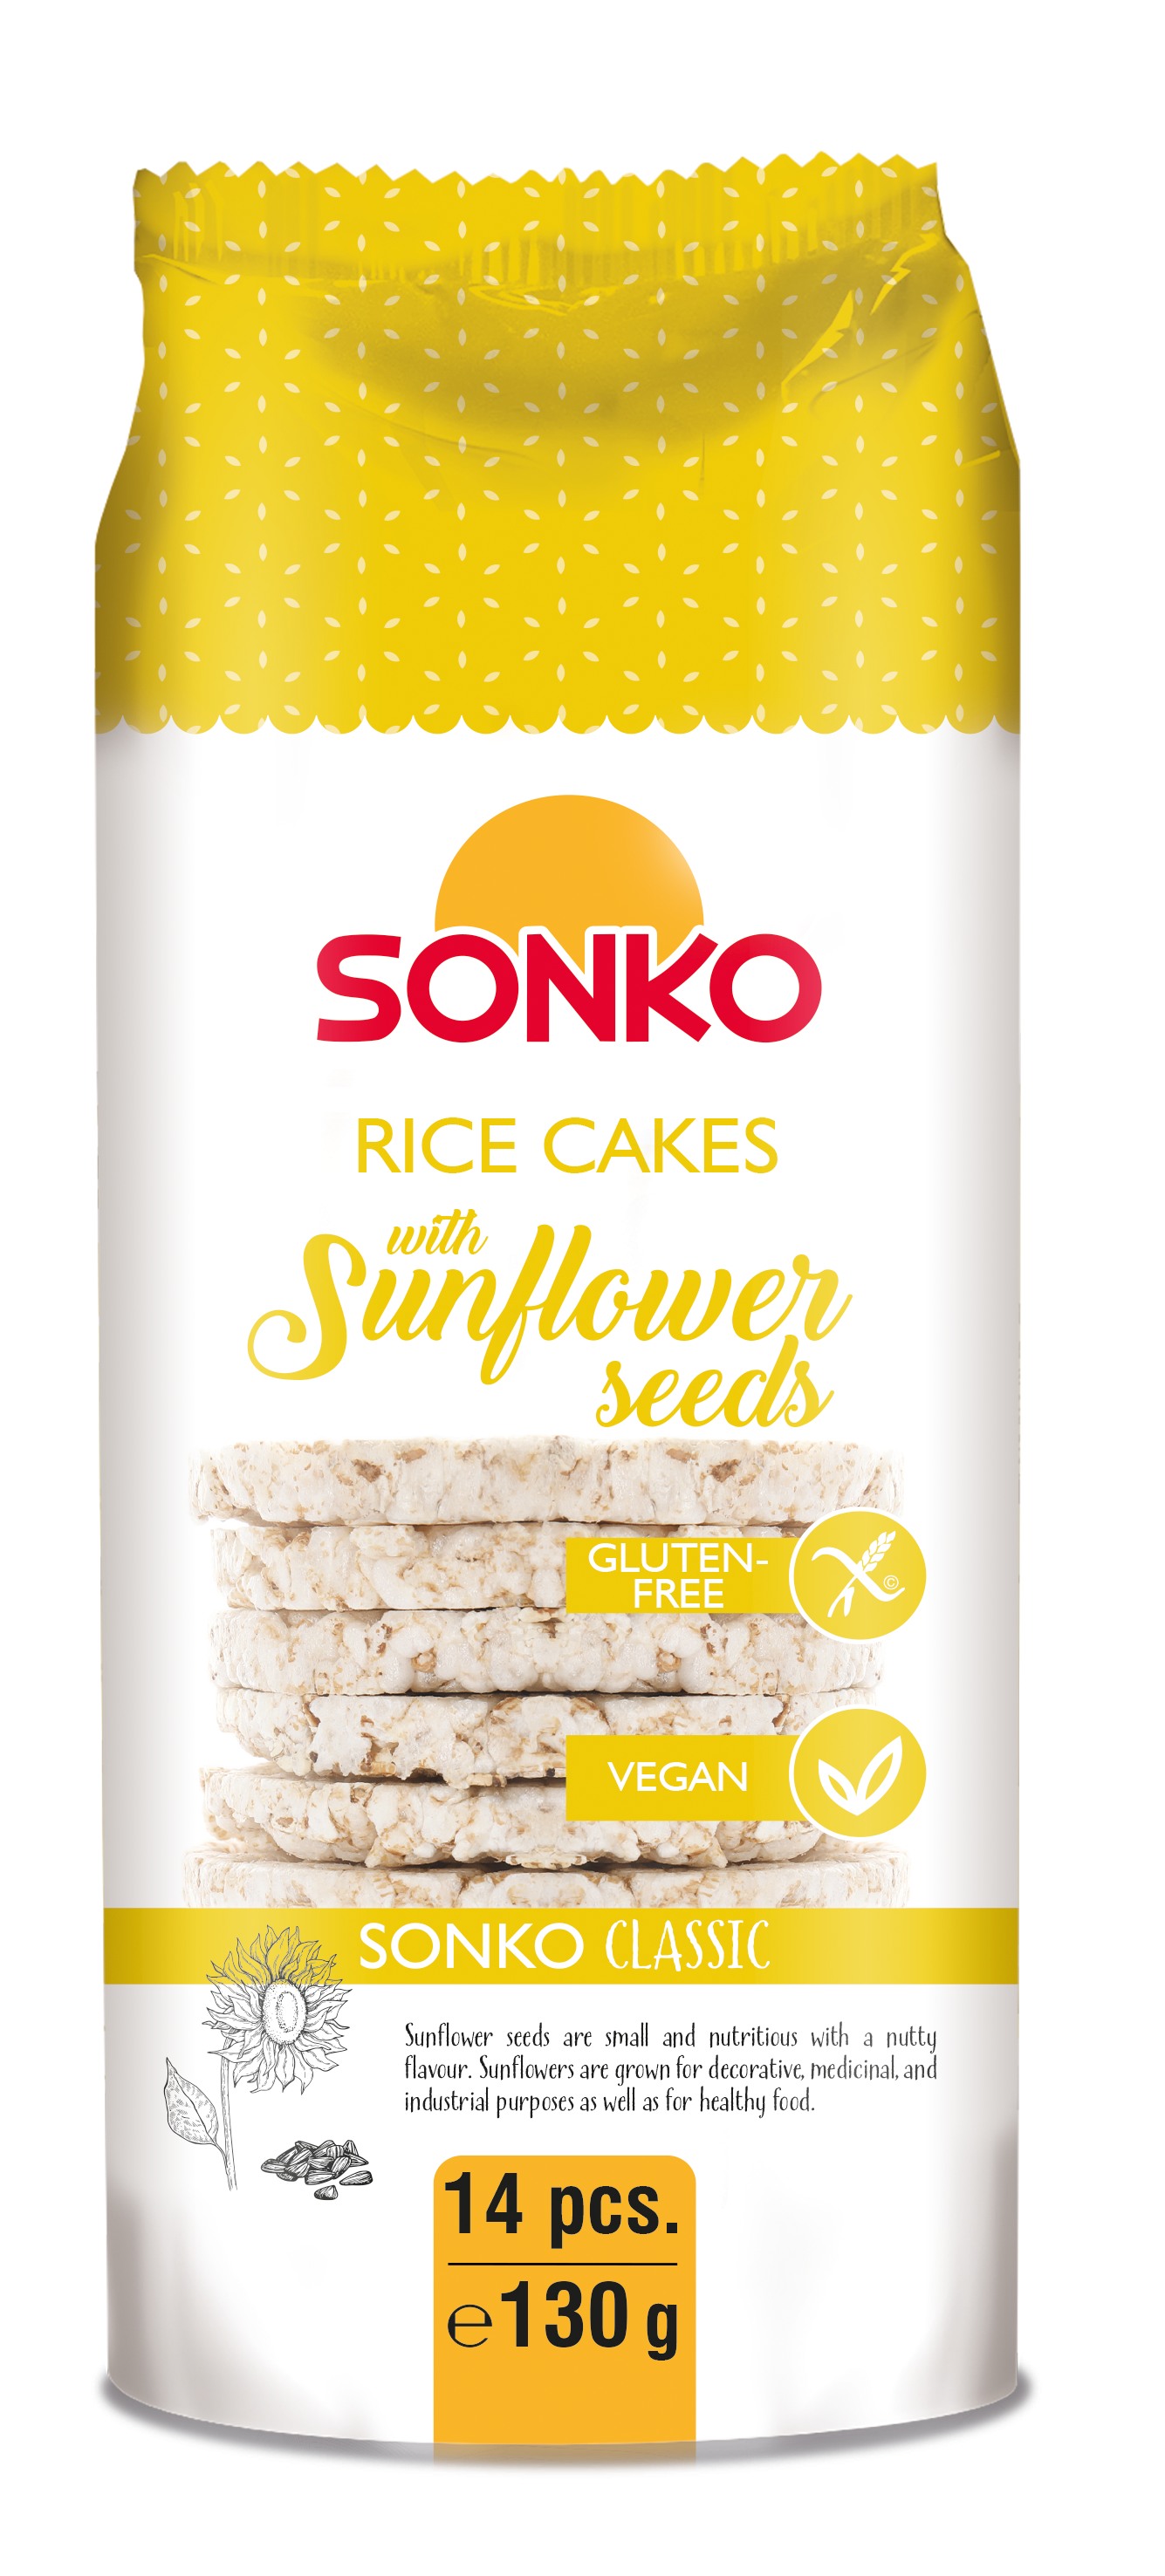 SONKO
RICE CAKES
with
Sunflower
seeds
GLUTEN-
FREE
©
VEGAN
SONKO CLASSIC
Sunflower seeds are small and nutritious with a nutty
flavour. Sunflowers are grown for decorative, medicinal, and
industrial purposes as well as for healthy food.
14 pcs.
℮130 g